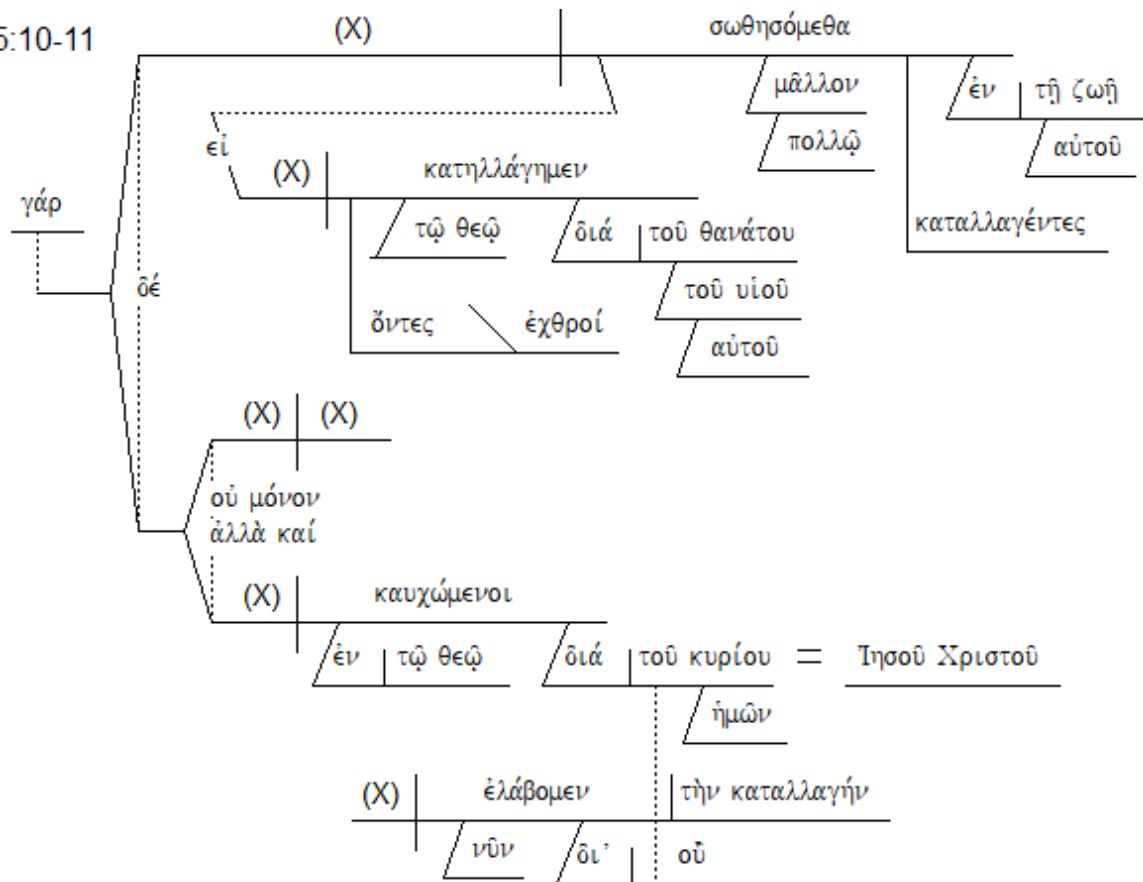 5:10-11
(X) σωθησόμεθα
μᾶλλον ἐν τῇ ζωῇ
πολλῷ αὐτοῦ
εἰ (X) κατηλλάγημεν
γάρ τῷ θεῷ διά τοῦ θανάτου καταλλαγέντες
δέ τοῦ υἱοῦ
ὄντες ἐχθροί αὐτοῦ
(X) (X)
οὐ μόνον
ἀλλὰ καί
(X) καυχώμενοι
ἐν τῷ θεῷ διά τοῦ κυρίου = Ἰησοῦ Χριστοῦ
ἡμῶν
(X) ἐλάβομεν τὴν καταλλαγήν
νῦν δι’ οὗ